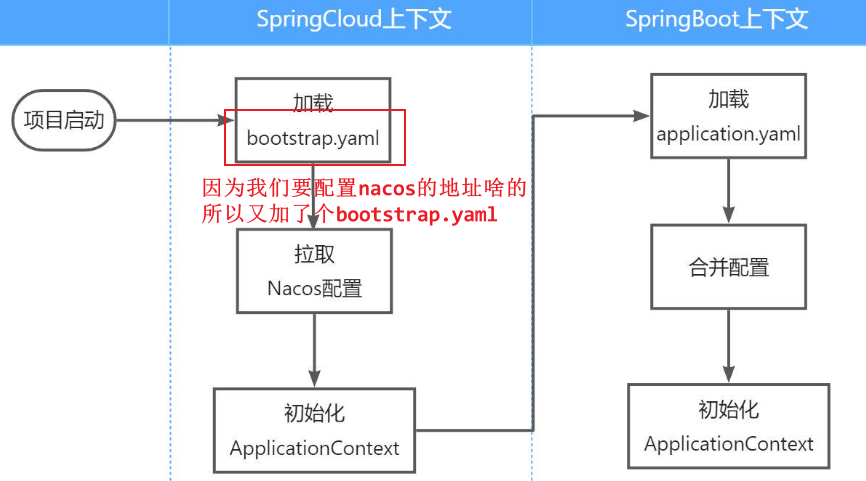 SpringCloud上下文
SpringBoot上下文
项目启动
加载
bootstrap.yaml
因为我们要配置nacos的地址啥的
所以又加了个bootstrap.yaml
拉取
Nacos配置
初始化
ApplicationContext
加载
application.yaml
合并配置
初始化
ApplicationContext